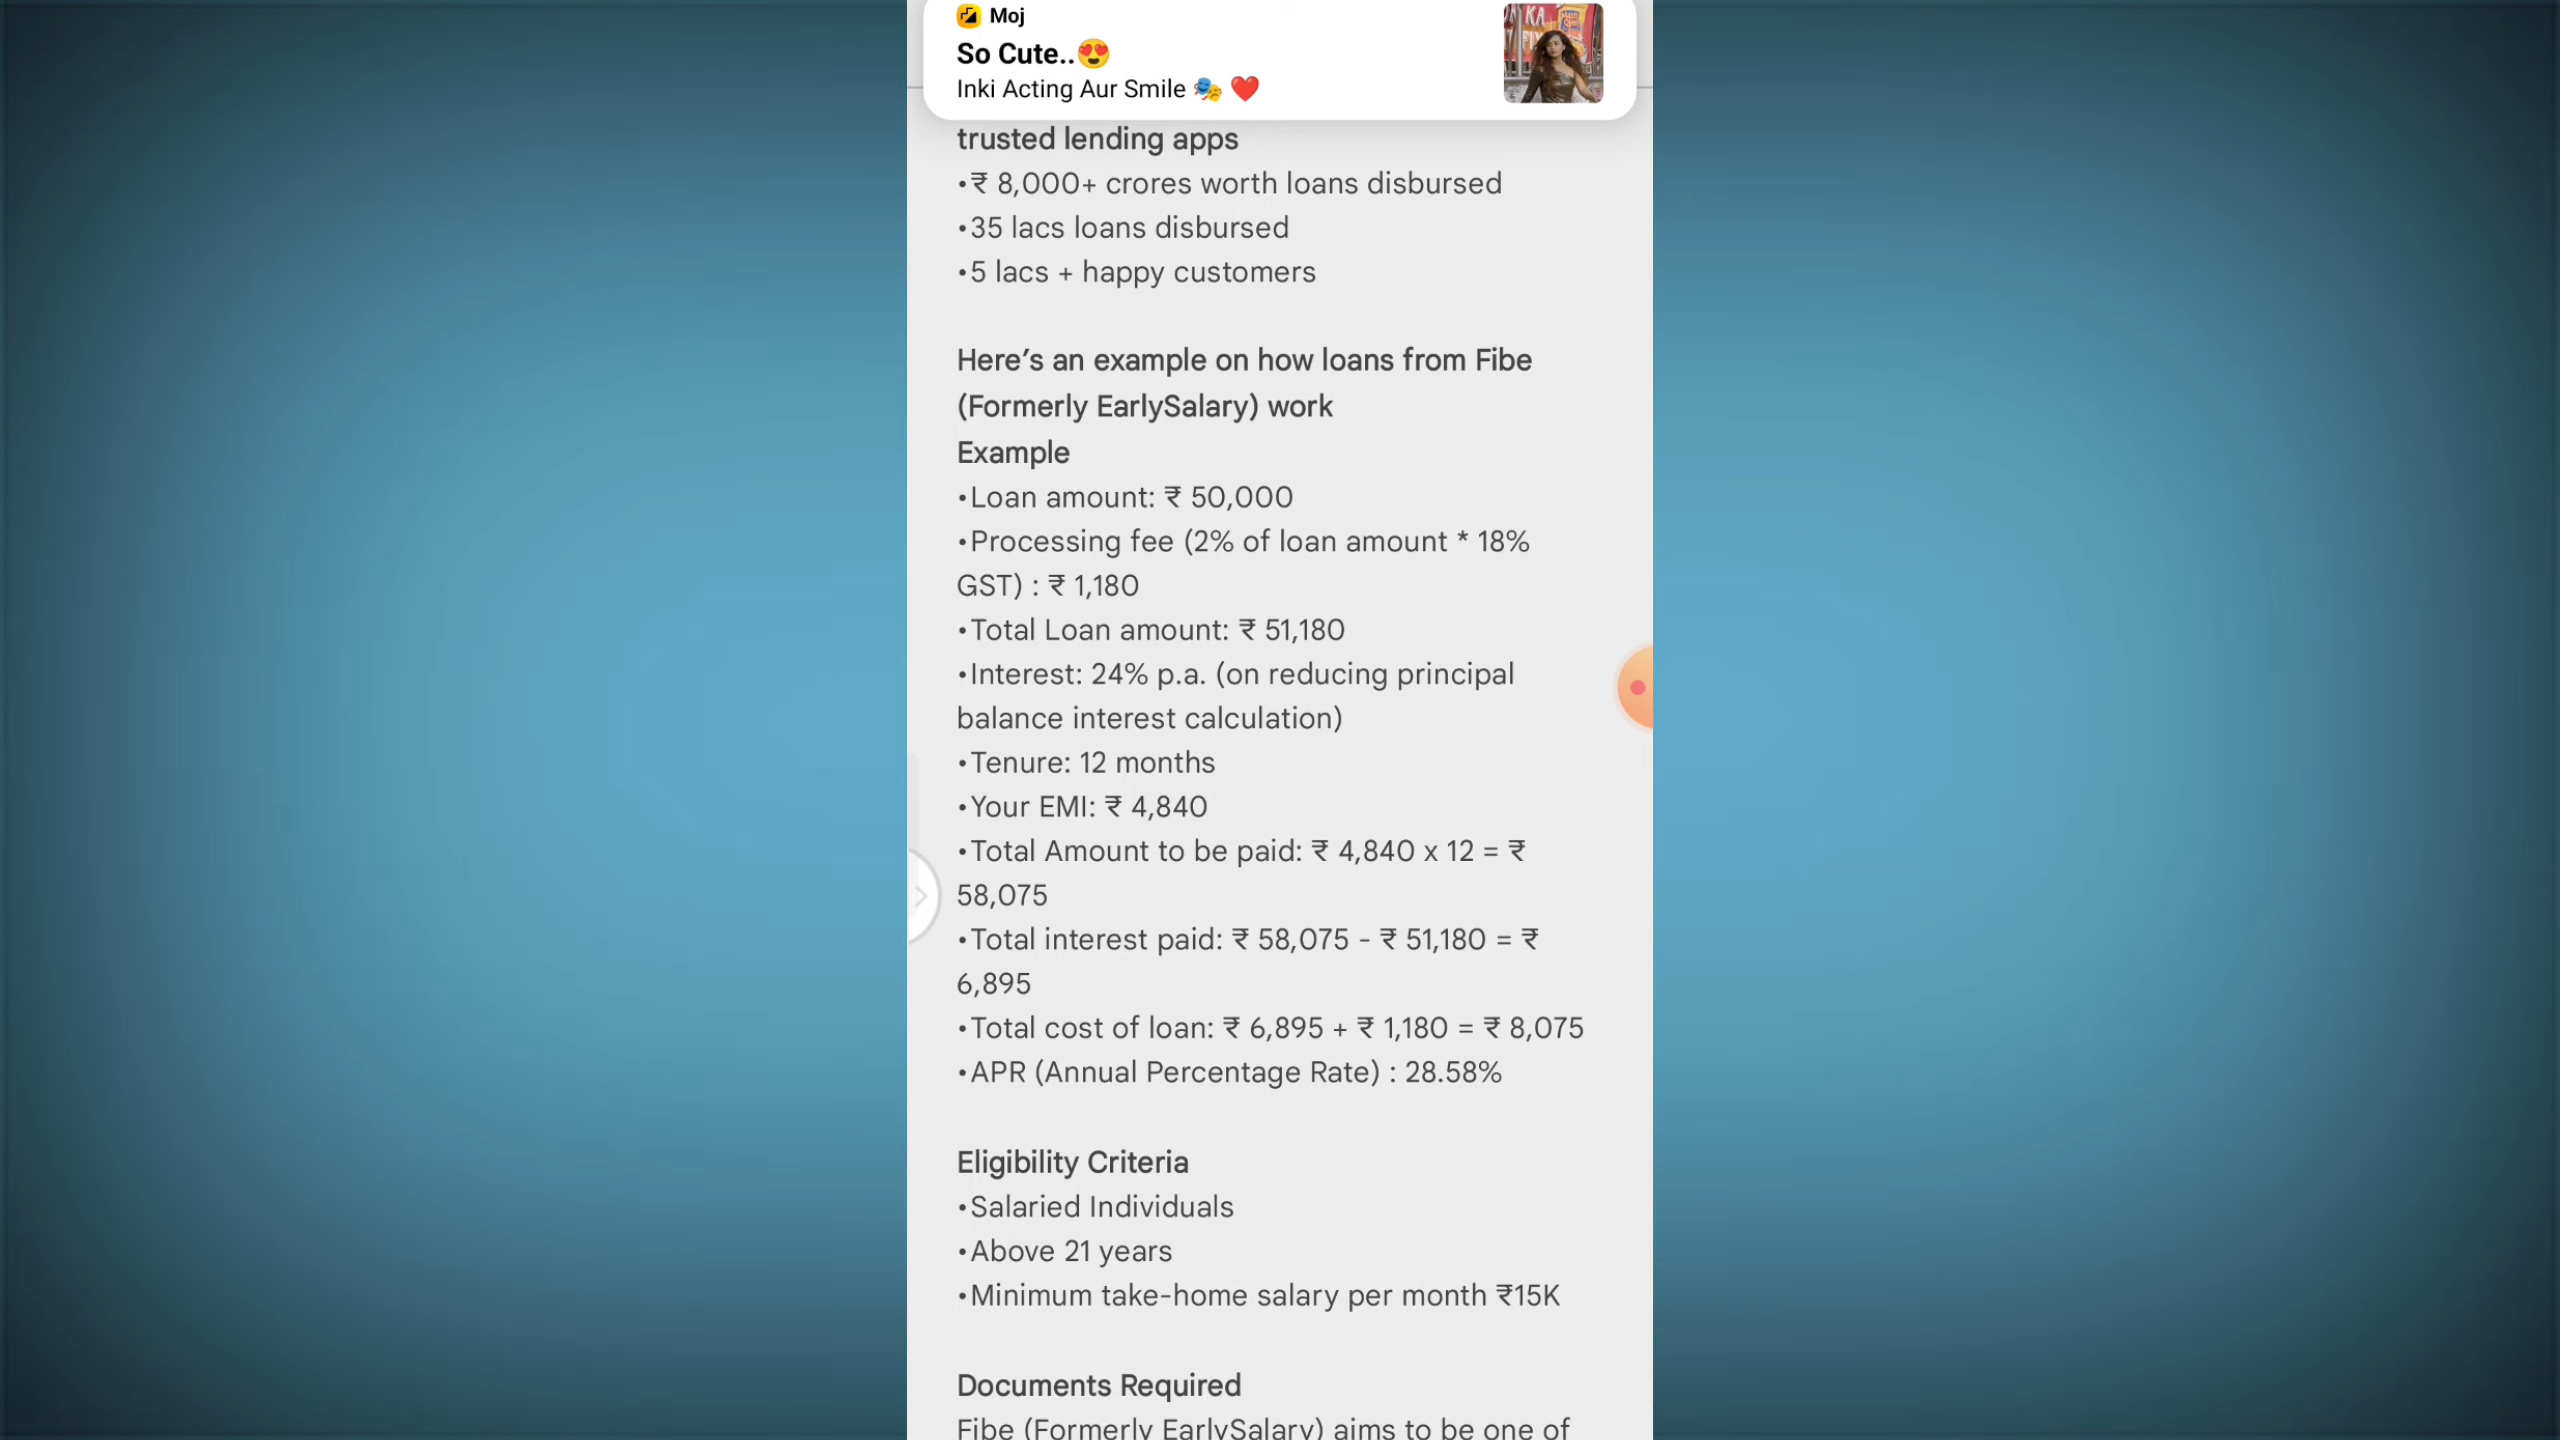 Moj
So Cute..😍
Inki Acting Aur Smile 🎭 ❤️
trusted lending apps
•₹ 8,000+ crores worth loans disbursed
•35 lacs loans disbursed
•5 lacs + happy customers
Here's an example on how loans from Fibe
(Formerly EarlySalary) work
Example
•Loan amount: ₹ 50,000
•Processing fee (2% of loan amount * 18%
GST) : ₹ 1,180
•Total Loan amount: ₹ 51,180
•Interest: 24% p.a. (on reducing principal
balance interest calculation)
•Tenure: 12 months
•Your EMI: ₹ 4,840
•Total Amount to be paid: ₹ 4,840 x 12 = ₹
58,075
•Total interest paid: ₹ 58,075 - ₹ 51,180 = ₹
6,895
•Total cost of loan: ₹ 6,895 + ₹ 1,180 = ₹ 8,075
•APR (Annual Percentage Rate) : 28.58%
Eligibility Criteria
•Salaried Individuals
•Above 21 years
•Minimum take-home salary per month ₹15K
Documents Required
Fibe (Formerly EarlySalary) aims to be one of